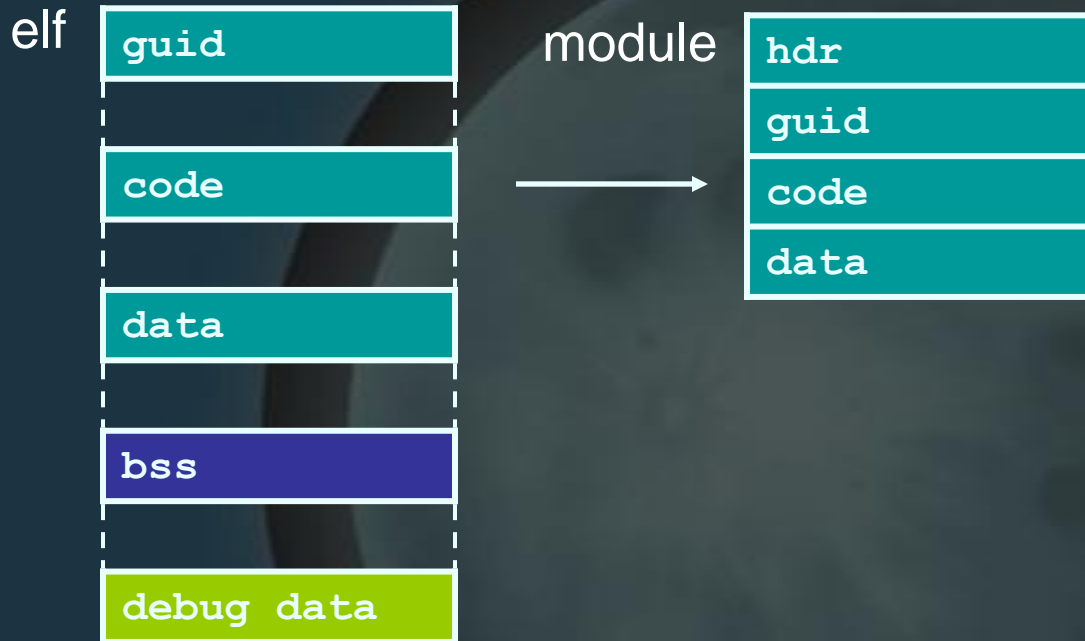 elf
guid
code
data
bss
debug data
module
hdr
guid
code
data